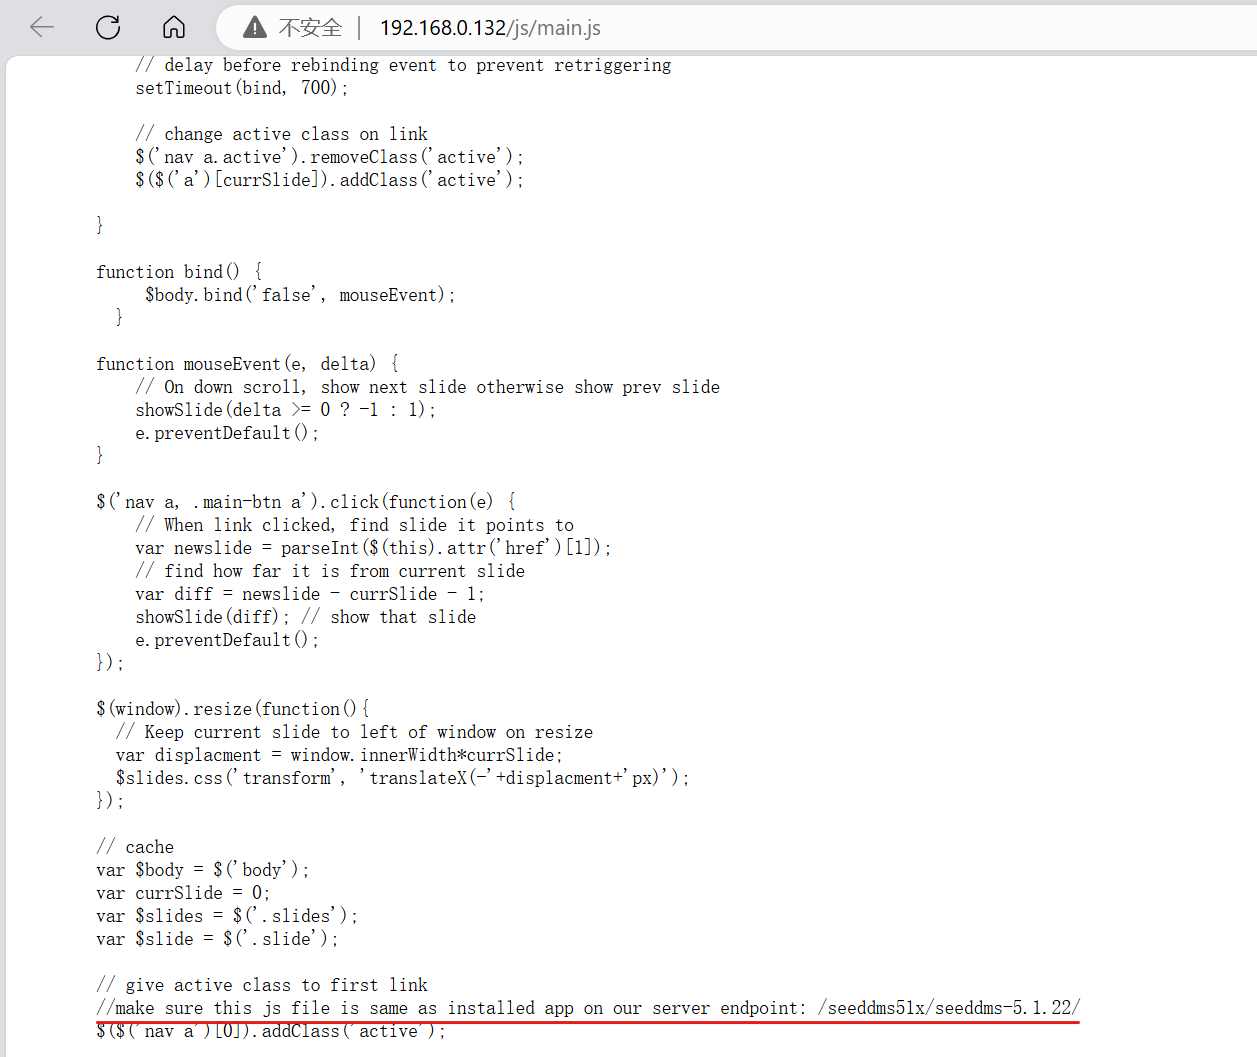 不安全 | 192.168.0.132/js/main.js
// delay before rebinding event to prevent retriggering
setTimeout(bind, 700);
// change active class on link
$('nav a.active').removeClass('active');
$($('a')[currSlide]).addClass('active');
}
function bind() {
$body.bind('false', mouseEvent);
}
function mouseEvent(e, delta) {
// On down scroll, show next slide otherwise show prev slide
showSlide(delta >= 0 ? -1 : 1);
e.preventDefault();
}
$('nav a, .main-btn a').click(function(e) {
// When link clicked, find slide it points to
var newslide = parseInt($(this).attr('href')[1]);
// find how far it is from current slide
var diff = newslide - currSlide - 1;
showSlide(diff); // show that slide
e.preventDefault();
});
$(window).resize(function(){
// Keep current slide to left of window on resize
var displacment = window.innerWidth*currSlide;
$slides.css('transform', 'translateX(-'+displacment+'px)');
});
// cache
var $body = $('body');
var currSlide = 0;
var $slides = $('.slides');
var $slide = $('.slide');
// give active class to first link
//make sure this js file is same as installed app on our server endpoint: /seeddms51x/seeddms-5.1.22/
$($('nav a')[0]).addClass('active');